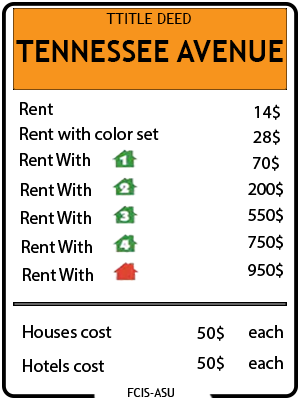 TTITLE DEED
TENNESSEE AVENUE
Rent 14$
Rent with color set 28$
Rent With 1 70$
Rent With 2 200$
Rent With 3 550$
Rent With 4 750$
Rent With 950$
Houses cost 50$ each
Hotels cost 50$ each
FCIS-ASU